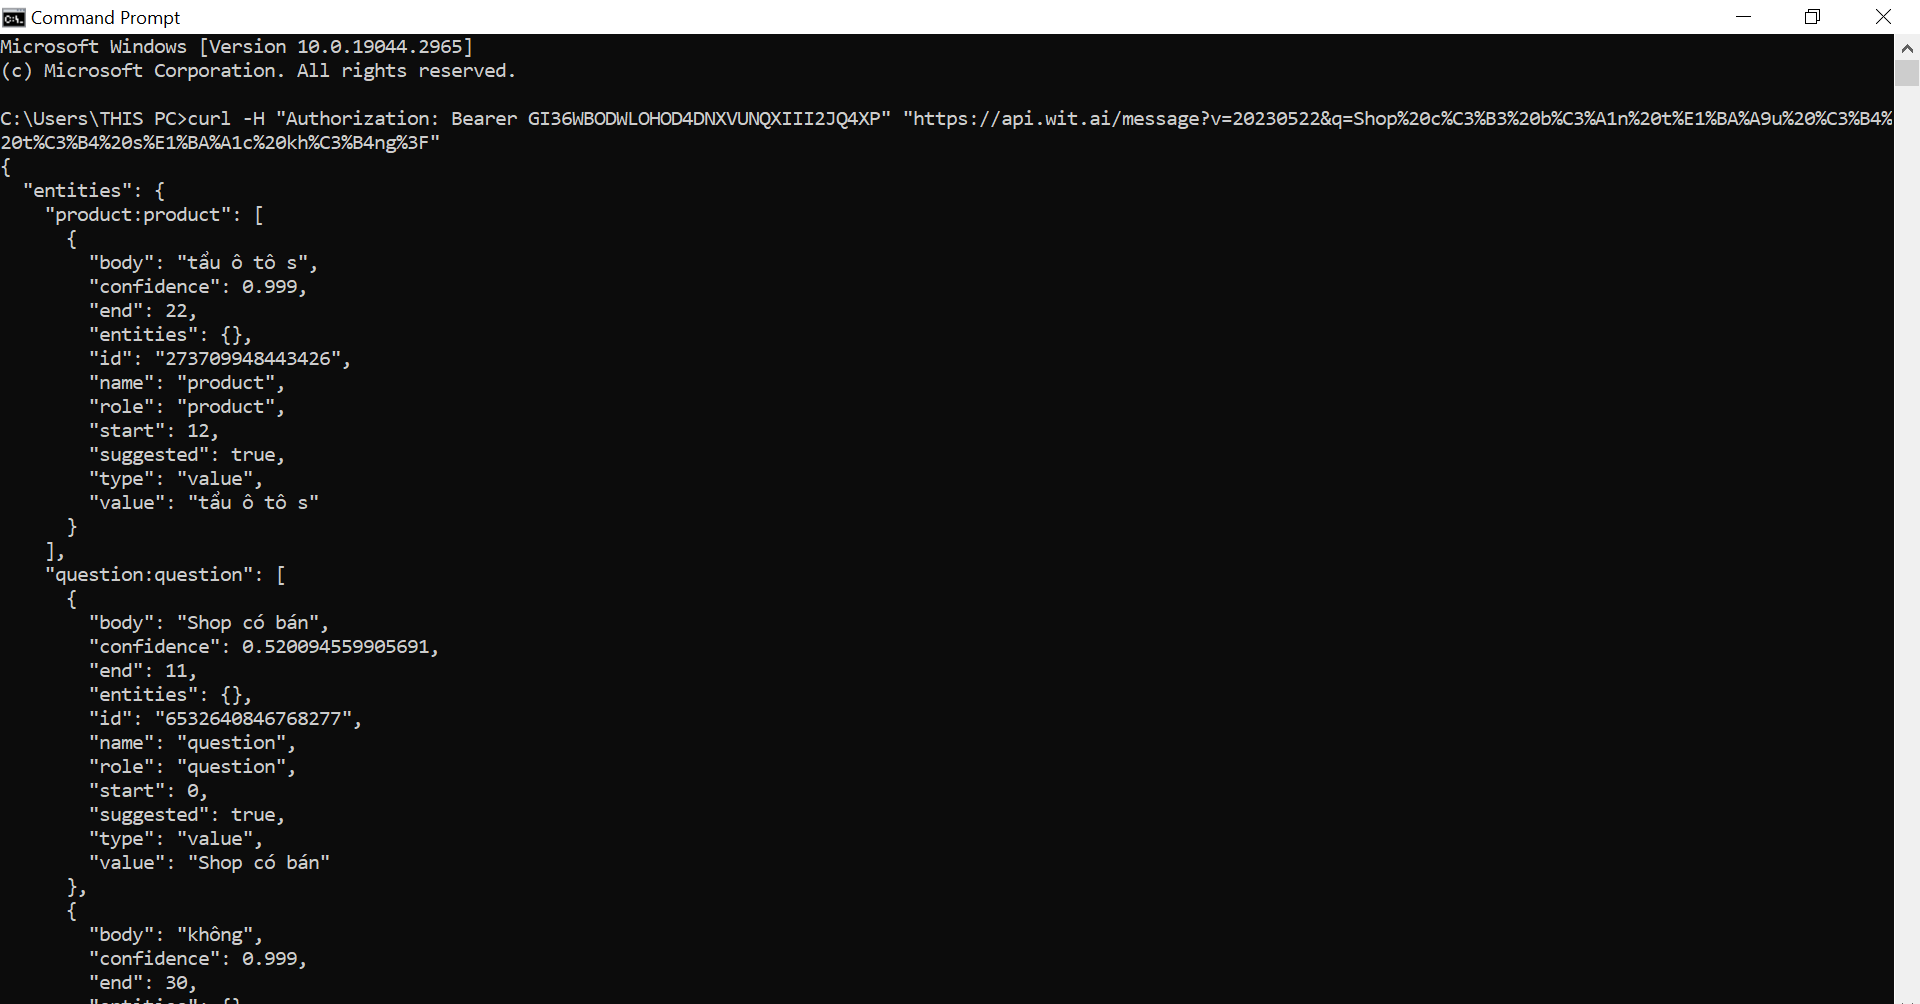 Command Prompt
Microsoft Windows [Version 10.0.19044.2965]
(c) Microsoft Corporation. All rights reserved.
C:\Users\THIS PC>curl -H "Authorization: Bearer GI36WBODWLOHOD4DNXVUNQXIII2JQ4XP" "https://api.wit.ai/message?v=20230522&q=Shop%20c%C3%B3%20b%C3%A1n%20t%E1%BA%A9u%20%C3%B4%
20t%C3%B4%20s%E1%BA%A1c%20kh%C3%B4ng%3F"
{
"entities": {
"product:product": [
{
"body": "tẩu ô tô s",
"confidence": 0.999,
"end": 22,
"entities": {},
"id": "273709948443426",
"name": "product",
"role": "product",
"start": 12,
"suggested": true,
"type": "value",
"value": "tẩu ô tô s"
}
],
"question:question": [
{
"body": "Shop có bán",
"confidence": 0.520094559905691,
"end": 11,
"entities": {},
"id": "6532640846768277",
"name": "question",
"role": "question",
"start": 0,
"suggested": true,
"type": "value",
"value": "Shop có bán"
},
{
"body": "không",
"confidence": 0.999,
"end": 30,